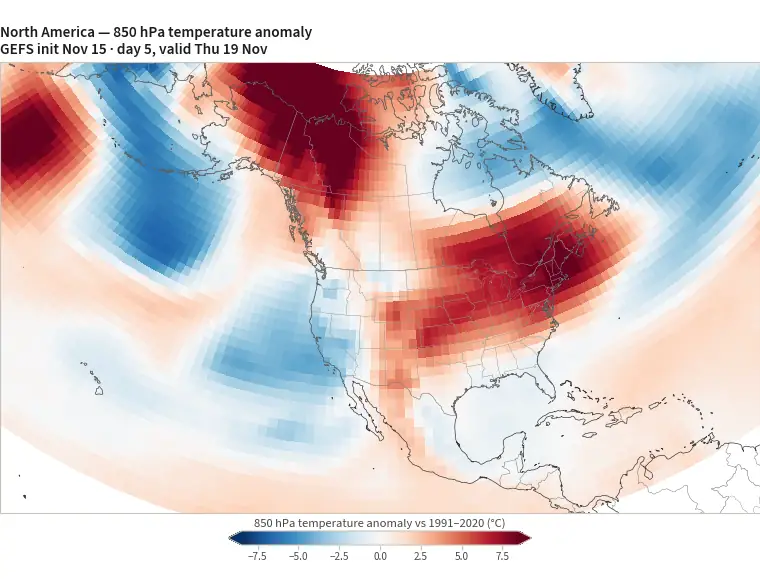 North America — 850 hPa temperature anomaly
GEFS init Nov 15 · day 5, valid Thu 19 Nov
850 hPa temperature anomaly vs 1991–2020 (°C)
−7.5 −5.0 −2.5 0.0 2.5 5.0 7.5